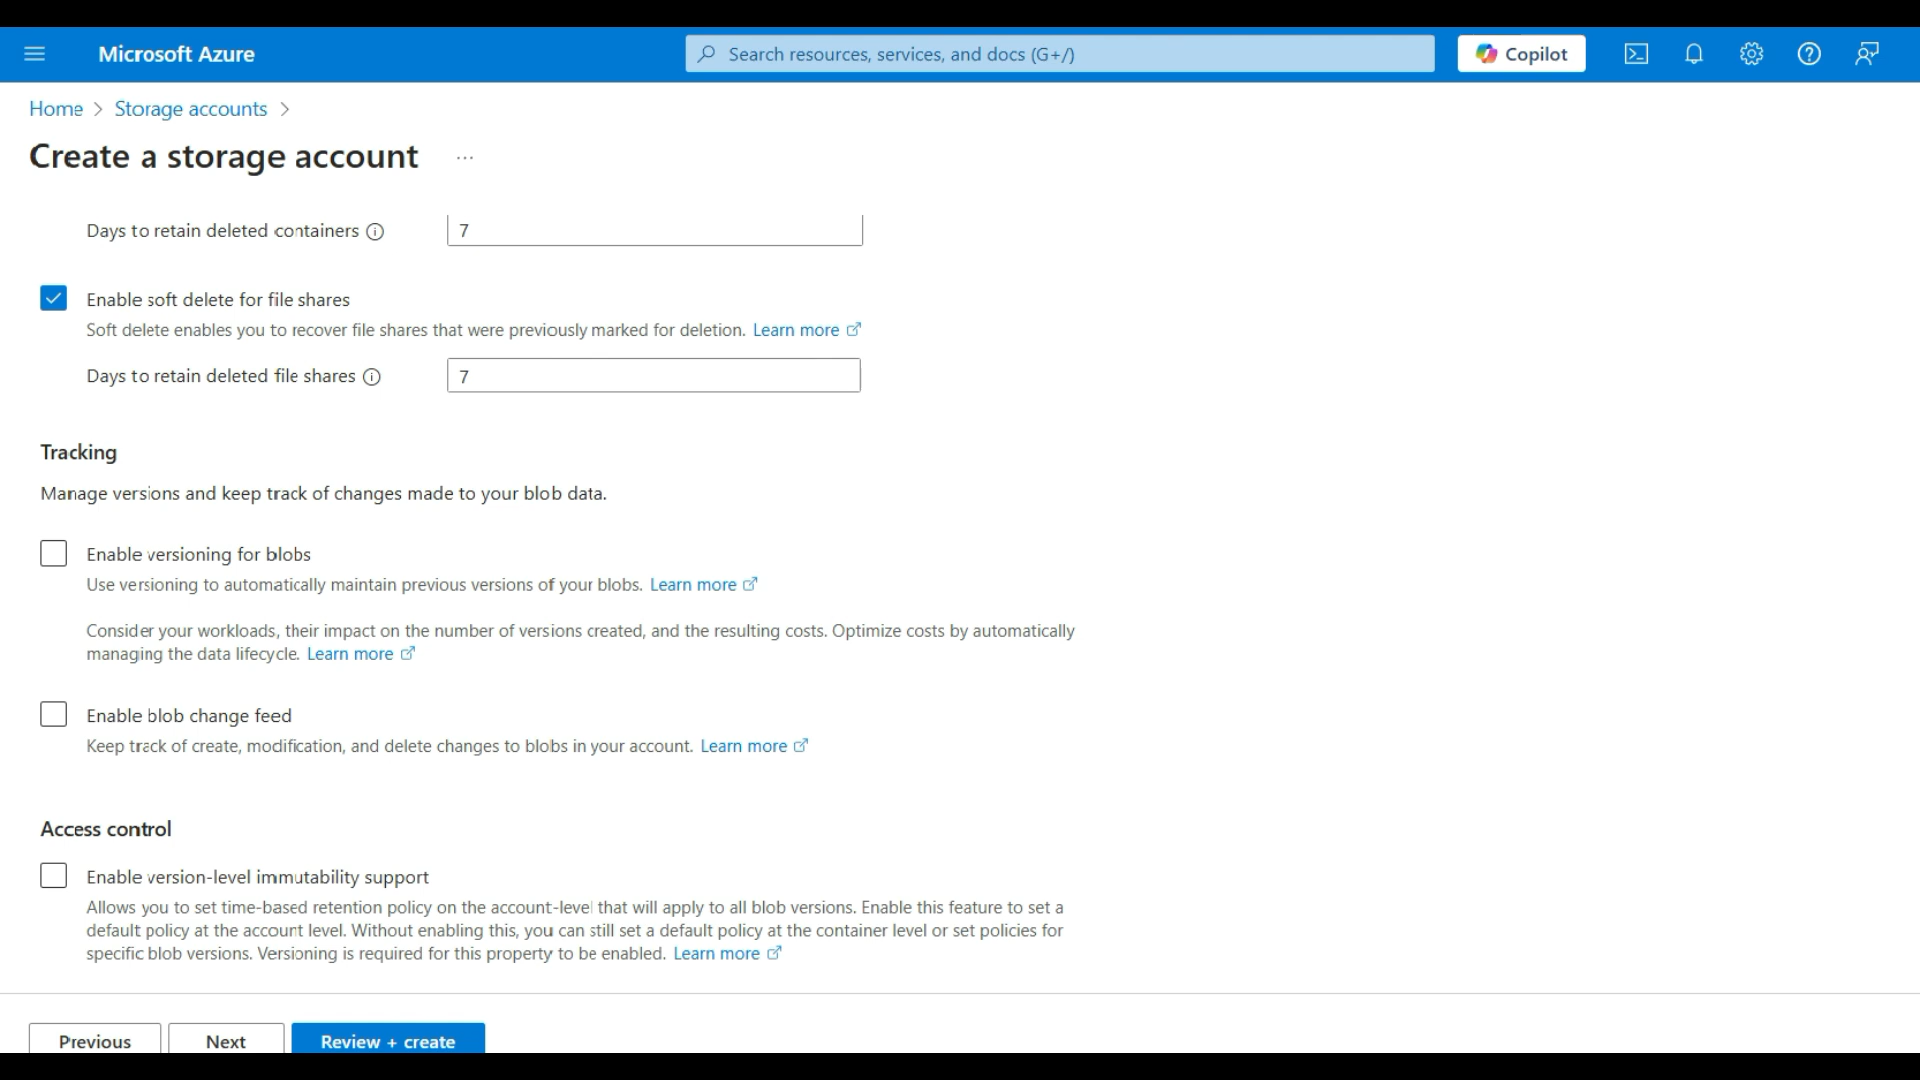 Microsoft Azure
Search resources, services, and docs (G+/)
Copilot
Home > Storage accounts >
Create a storage account ...
Days to retain deleted containers
7
Enable soft delete for file shares
Soft delete enables you to recover file shares that were previously marked for deletion. Learn more
Days to retain deleted file shares
7
Tracking
Manage versions and keep track of changes made to your blob data.
Enable versioning for blobs
Use versioning to automatically maintain previous versions of your blobs. Learn more
Consider your workloads, their impact on the number of versions created, and the resulting costs. Optimize costs by automatically
managing the data lifecycle. Learn more
Enable blob change feed
Keep track of create, modification, and delete changes to blobs in your account. Learn more
Access control
Enable version-level immutability support
Allows you to set time-based retention policy on the account-level that will apply to all blob versions. Enable this feature to set a
default policy at the account level. Without enabling this, you can still set a default policy at the container level or set policies for
specific blob versions. Versioning is required for this property to be enabled. Learn more
Previous
Next
Review + create